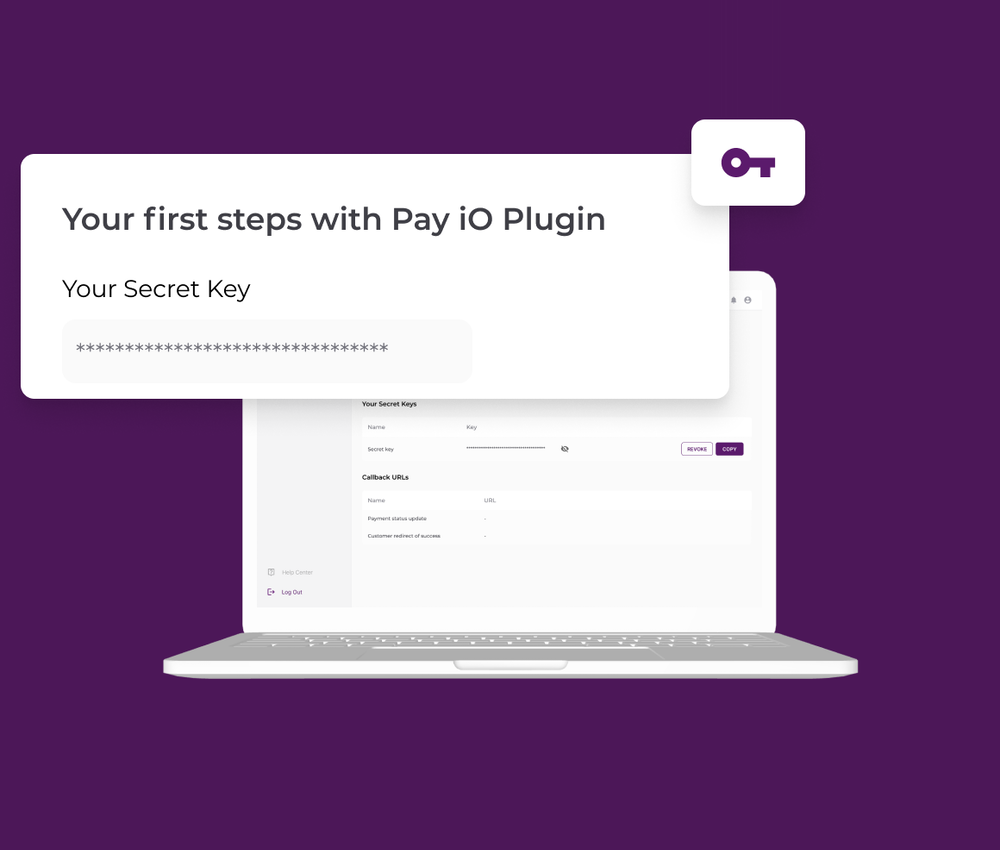 Your first steps with Pay iO Plugin
Your Secret Key
********************************
Your Secret Keys
Name Key
Secret key ************************************ REVOKE COPY
Callback URLs
Name URL
Payment status update -
Customer redirect of success -
Help Center
Log Out